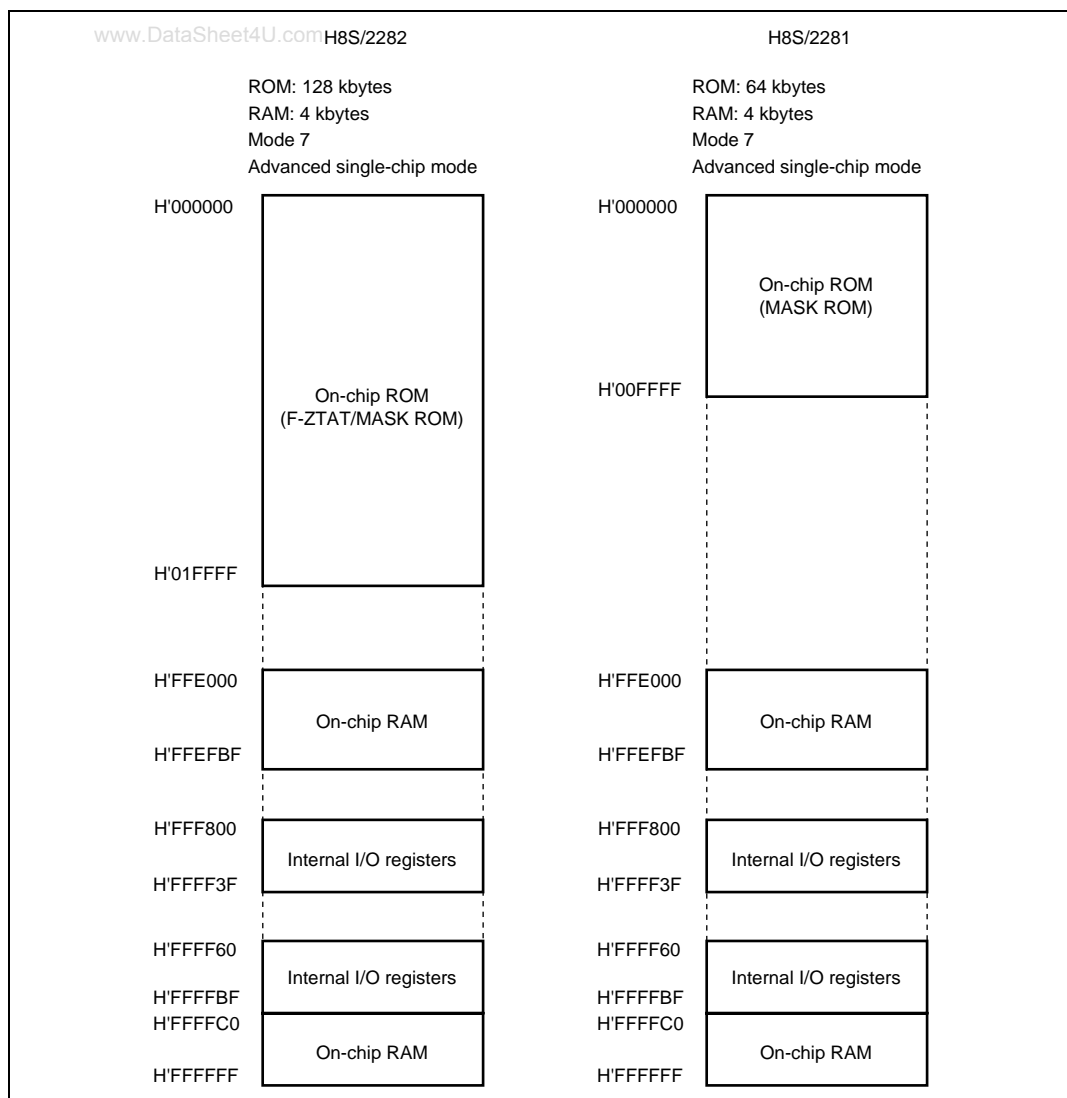 www.DataSheet4U.com
H8S/2282
ROM: 128 kbytes
RAM: 4 kbytes
Mode 7
Advanced single-chip mode
H'000000
On-chip ROM
(F-ZTAT/MASK ROM)
H'01FFFF
H'FFE000
On-chip RAM
H'FFEFBF
H'FFF800
Internal I/O registers
H'FFFF3F
H'FFFF60
Internal I/O registers
H'FFFFBF
H'FFFFC0
On-chip RAM
H'FFFFFF
H8S/2281
ROM: 64 kbytes
RAM: 4 kbytes
Mode 7
Advanced single-chip mode
H'000000
On-chip ROM
(MASK ROM)
H'00FFFF
H'FFE000
On-chip RAM
H'FFEFBF
H'FFF800
Internal I/O registers
H'FFFF3F
H'FFFF60
Internal I/O registers
H'FFFFBF
H'FFFFC0
On-chip RAM
H'FFFFFF